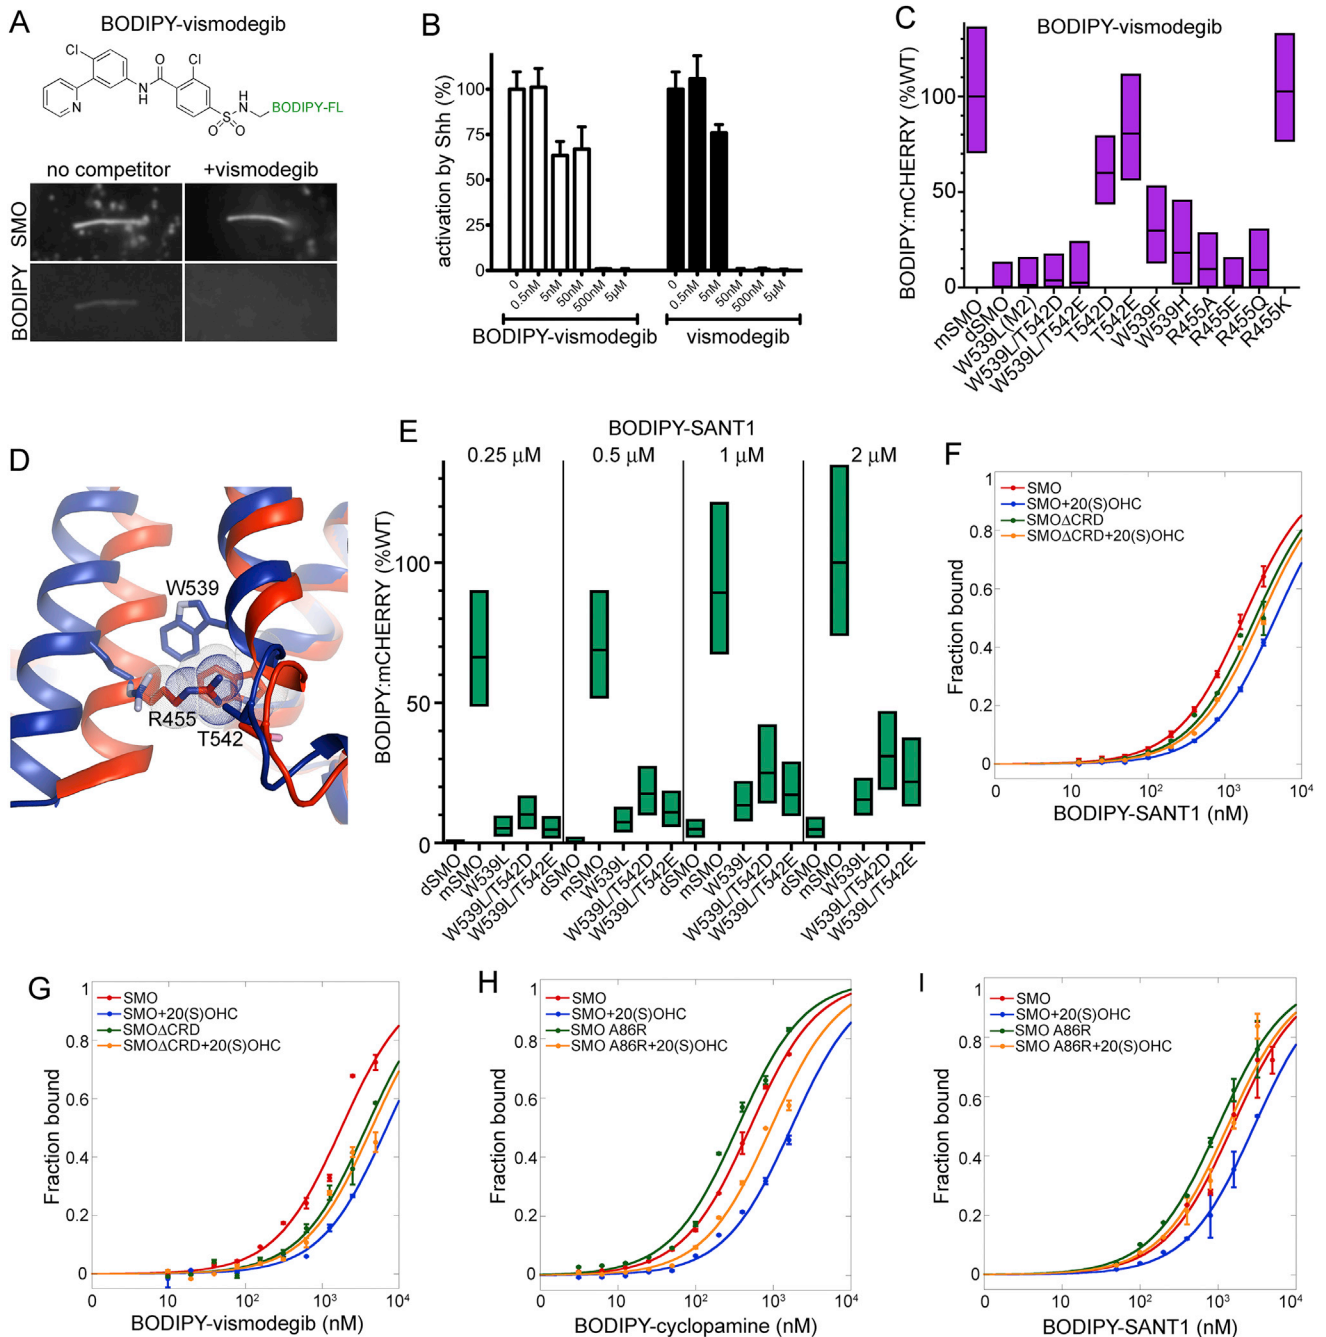 A
BODIPY-vismodegib
Cl
O
Cl
N
NH
S
O O
HN
BODIPY-FL
no competitor
+vismodegib
SMO
BODIPY
B
activation by Shh (%)
100
75
50
25
0
0
0.5nM
5nM
50nM
500nM
5µM
0
0.5nM
5nM
50nM
500nM
5µM
BODIPY-vismodegib
vismodegib
C
BODIPY-vismodegib
BODIPY:mCHERRY (%WT)
100
50
0
mSMO
dSMO
W539L(M2)
W539L/T542D
W539L/T542E
T542D
T542E
W539F
W539H
R455A
R455E
R455Q
R455K
D
W539
R455
T542
E
BODIPY-SANT1
0.25 µM
0.5 µM
1 µM
2 µM
BODIPY:mCHERRY (%WT)
100
50
0
dSMO
mSMO
W539L
W539L/T542D
W539L/T542E
dSMO
mSMO
W539L
W539L/T542D
W539L/T542E
dSMO
mSMO
W539L
W539L/T542D
W539L/T542E
dSMO
mSMO
W539L
W539L/T542D
W539L/T542E
F
SMO
SMO+20(S)OHC
SMOΔCRD
SMOΔCRD+20(S)OHC
Fraction bound
1
0.8
0.6
0.4
0.2
0
0 10 10² 10³ 10⁴
BODIPY-SANT1 (nM)
G
SMO
SMO+20(S)OHC
SMOΔCRD
SMOΔCRD+20(S)OHC
Fraction bound
1
0.8
0.6
0.4
0.2
0
0 10 10² 10³ 10⁴
BODIPY-vismodegib (nM)
H
SMO
SMO+20(S)OHC
SMO A86R
SMO A86R+20(S)OHC
Fraction bound
1
0.8
0.6
0.4
0.2
0
0 10 10² 10³ 10⁴
BODIPY-cyclopamine (nM)
I
SMO
SMO+20(S)OHC
SMO A86R
SMO A86R+20(S)OHC
Fraction bound
1
0.8
0.6
0.4
0.2
0
0 10 10² 10³ 10⁴
BODIPY-SANT1 (nM)